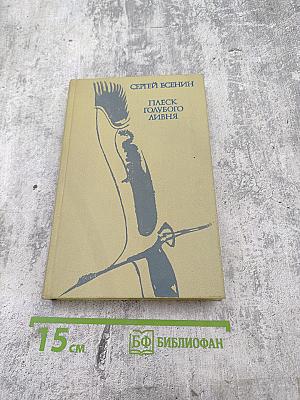 СЕРГЕЙ ЕСЕНИН
ПЛЕСК
ГОЛУБОГО
ЛИВНЯ
15 см
БФ БИБЛИОФАН